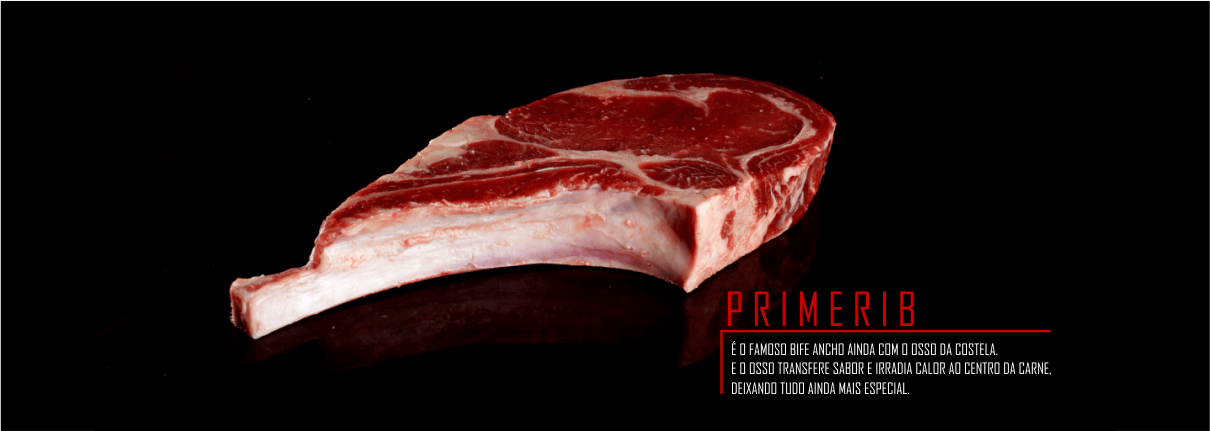 PRIMERIB
É O FAMOSO BIFE ANCHO AINDA COM O OSSO DA COSTELA.
E O OSSO TRANSFERE SABOR E IRRADIA CALOR AO CENTRO DA CARNE,
DEIXANDO TUDO AINDA MAIS ESPECIAL.